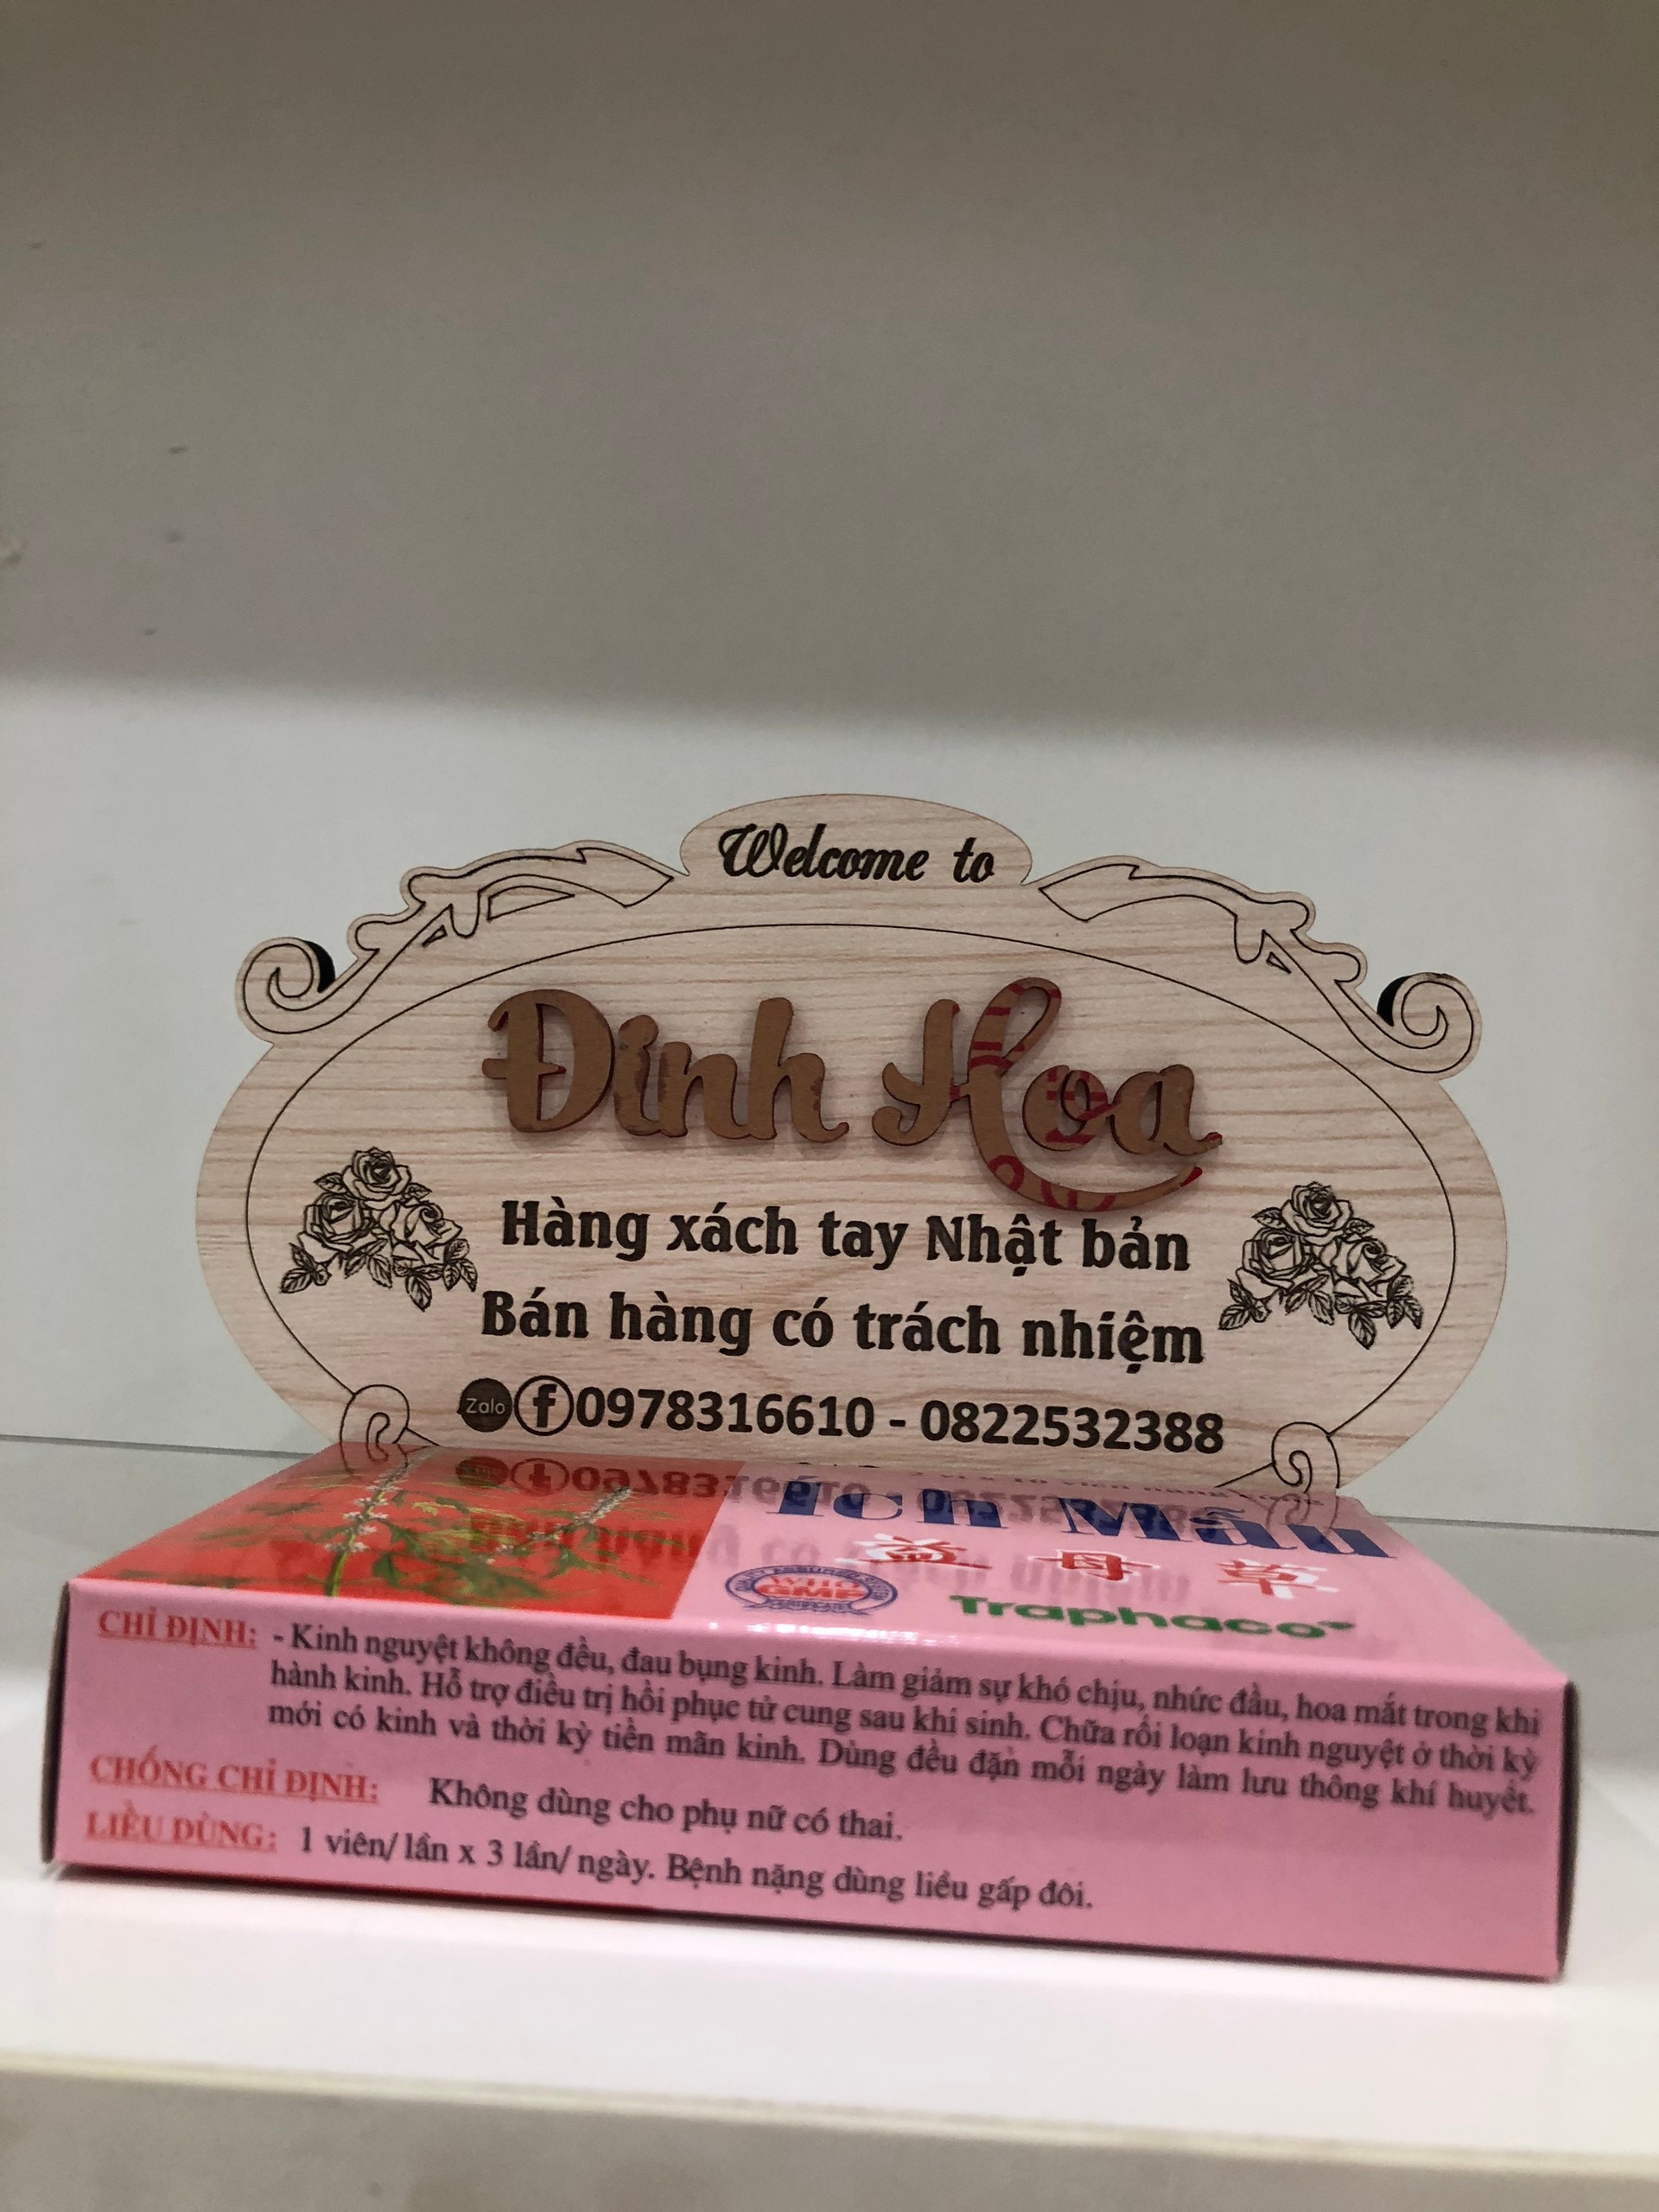 Welcome to
Đinh Hoa
Hàng xách tay Nhật bản
Bán hàng có trách nhiệm
Zalo f 0978316610 - 0822532388
Ích Mẫu
益母草
WHO
GMP
Traphaco
CHỈ ĐỊNH: - Kinh nguyệt không đều, đau bụng kinh. Làm giảm sự khó chịu, nhức đầu, hoa mắt trong khi
hành kinh. Hỗ trợ điều trị hồi phục tử cung sau khi sinh. Chữa rối loạn kinh nguyệt ở thời kỳ
mới có kinh và thời kỳ tiền mãn kinh. Dùng đều đặn mỗi ngày làm lưu thông khí huyết.
CHỐNG CHỈ ĐỊNH: Không dùng cho phụ nữ có thai.
LIỀU DÙNG: 1 viên/ lần x 3 lần/ ngày. Bệnh nặng dùng liều gấp đôi.